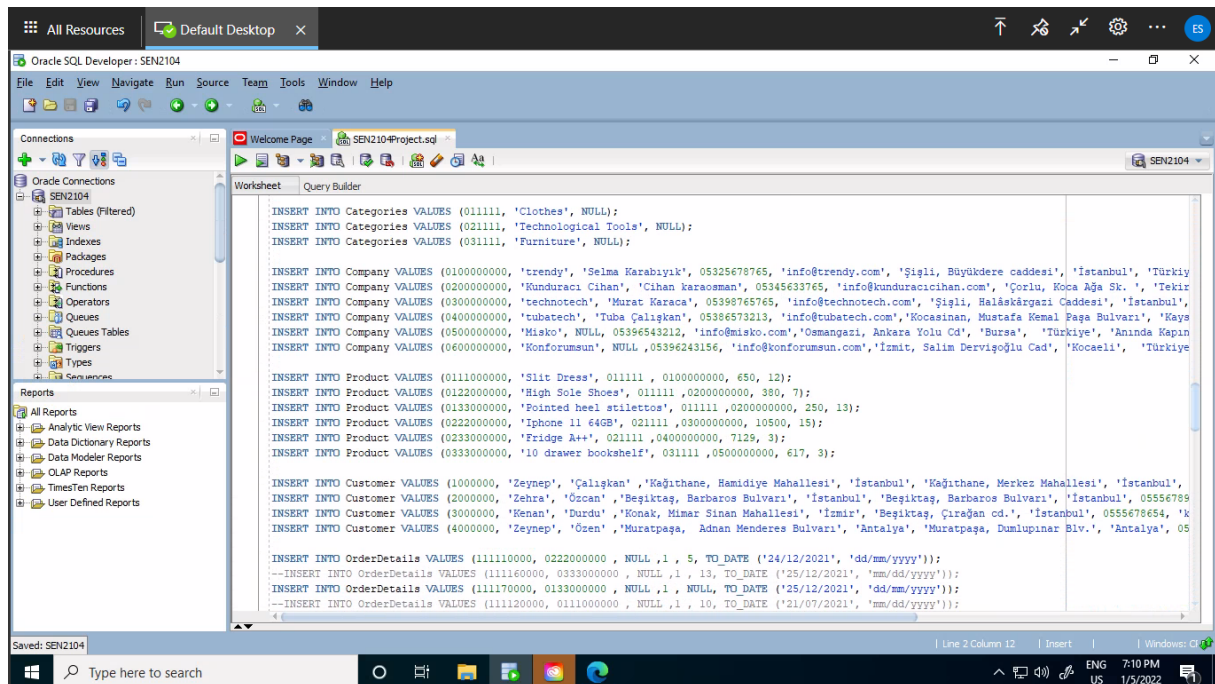 All Resources
Default Desktop
ES
Oracle SQL Developer : SEN2104
File Edit View Navigate Run Source Team Tools Window Help
Connections
Welcome Page
SEN2104Project.sql
SEN2104
Oracle Connections
SEN2104
Tables (Filtered)
Views
Indexes
Packages
Procedures
Functions
Operators
Queues
Queues Tables
Triggers
Types
Sequences
Reports
All Reports
Analytic View Reports
Data Dictionary Reports
Data Modeler Reports
OLAP Reports
TimesTen Reports
User Defined Reports
Worksheet Query Builder
INSERT INTO Categories VALUES (011111, 'Clothes', NULL);
INSERT INTO Categories VALUES (021111, 'Technological Tools', NULL);
INSERT INTO Categories VALUES (031111, 'Furniture', NULL);
INSERT INTO Company VALUES (0100000000, 'trendy', 'Selma Karabıyık', 05325678765, 'info@trendy.com', 'Şişli, Büyükdere caddesi', 'İstanbul', 'Türkiy
INSERT INTO Company VALUES (0200000000, 'Kunduracı Cihan', 'Cihan karaosman', 05345633765, 'info@kunduracicihan.com', 'Çorlu, Koca Ağa Sk. ', 'Tekir
INSERT INTO Company VALUES (0300000000, 'technotech', 'Murat Karaca', 05398765765, 'info@technotech.com', 'Şişli, Halâskârgazi Caddesi', 'İstanbul',
INSERT INTO Company VALUES (0400000000, 'tubatech', 'Tuba Çalışkan', 05386573213, 'info@tubatech.com','Kocasinan, Mustafa Kemal Paşa Bulvarı', 'Kays
INSERT INTO Company VALUES (0500000000, 'Misko', NULL, 05396543212, 'info@misko.com','Osmangazi, Ankara Yolu Cd', 'Bursa', 'Türkiye', 'Anında Kapın
INSERT INTO Company VALUES (0600000000, 'Konforumsun', NULL ,05396243156, 'info@konforumsun.com','İzmit, Salim Dervişoğlu Cad', 'Kocaeli', 'Türkiye
INSERT INTO Product VALUES (0111000000, 'Slit Dress', 011111 , 0100000000, 650, 12);
INSERT INTO Product VALUES (0122000000, 'High Sole Shoes', 011111 ,0200000000, 380, 7);
INSERT INTO Product VALUES (0133000000, 'Pointed heel stilettos', 011111 ,0200000000, 250, 13);
INSERT INTO Product VALUES (0222000000, 'Iphone 11 64GB', 021111 ,0300000000, 10500, 15);
INSERT INTO Product VALUES (0233000000, 'Fridge A++', 021111 ,0400000000, 7129, 3);
INSERT INTO Product VALUES (0333000000, '10 drawer bookshelf', 031111 ,0500000000, 617, 3);
INSERT INTO Customer VALUES (1000000, 'Zeynep', 'Çalışkan' ,'Kağıthane, Hamidiye Mahallesi', 'İstanbul', 'Kağıthane, Merkez Mahallesi', 'İstanbul',
INSERT INTO Customer VALUES (2000000, 'Zehra', 'Özcan' ,'Beşiktaş, Barbaros Bulvarı', 'İstanbul', 'Beşiktaş, Barbaros Bulvarı', 'İstanbul', 05556789
INSERT INTO Customer VALUES (3000000, 'Kenan', 'Durdu' ,'Konak, Mimar Sinan Mahallesi', 'İzmir', 'Beşiktaş, Çırağan cd.', 'İstanbul', 0555678654, 'k
INSERT INTO Customer VALUES (4000000, 'Zeynep', 'Özen' ,'Muratpaşa, Adnan Menderes Bulvarı', 'Antalya', 'Muratpaşa, Dumlupınar Blv.', 'Antalya', 05
INSERT INTO OrderDetails VALUES (111110000, 0222000000 , NULL ,1 , 5, TO_DATE ('24/12/2021', 'dd/mm/yyyy'));
--INSERT INTO OrderDetails VALUES (111160000, 0333000000 , NULL ,1 , 13, TO_DATE ('25/12/2021', 'mm/dd/yyyy'));
INSERT INTO OrderDetails VALUES (111170000, 0133000000 , NULL ,1 , NULL, TO_DATE ('25/12/2021', 'dd/mm/yyyy'));
--INSERT INTO OrderDetails VALUES (111120000, 0111000000 , NULL ,1 , 10, TO_DATE ('21/07/2021', 'mm/dd/yyyy'));
Saved: SEN2104
Line 2 Column 12 Insert Windows:
Type here to search
ENG
US
7:10 PM
1/5/2022